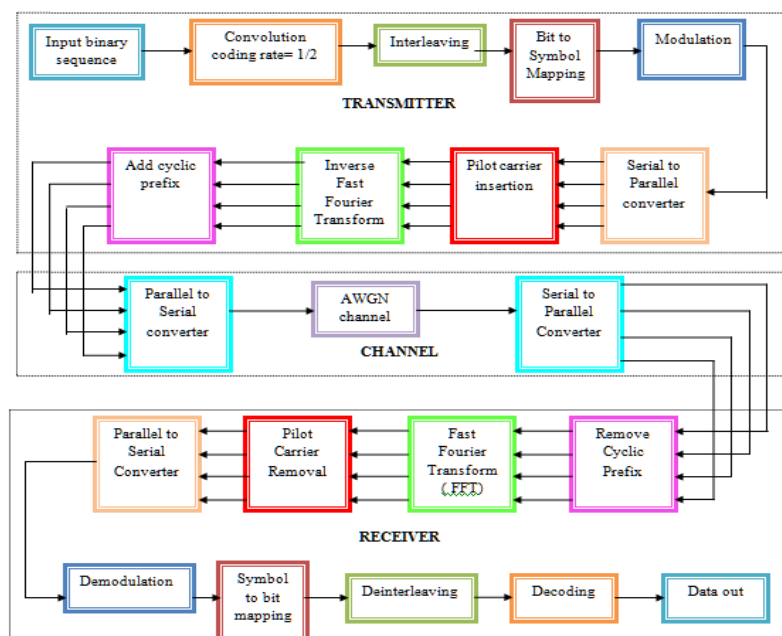 Input binary
sequence
Convolution
coding rate= 1/2
Interleaving
Bit to
Symbol
Mapping
Modulation
TRANSMITTER
Add cyclic
prefix
Inverse
Fast
Fourier
Transform
Pilot carrier
insertion
Serial to
Parallel
converter
Parallel to
Serial
converter
AWGN
channel
Serial to
Parallel
Converter
CHANNEL
Parallel to
Serial
Converter
Pilot
Carrier
Removal
Fast
Fourier
Transform
( FFT)
Remove
Cyclic
Prefix
RECEIVER
Demodulation
Symbol
to bit
mapping
Deinterleaving
Decoding
Data out